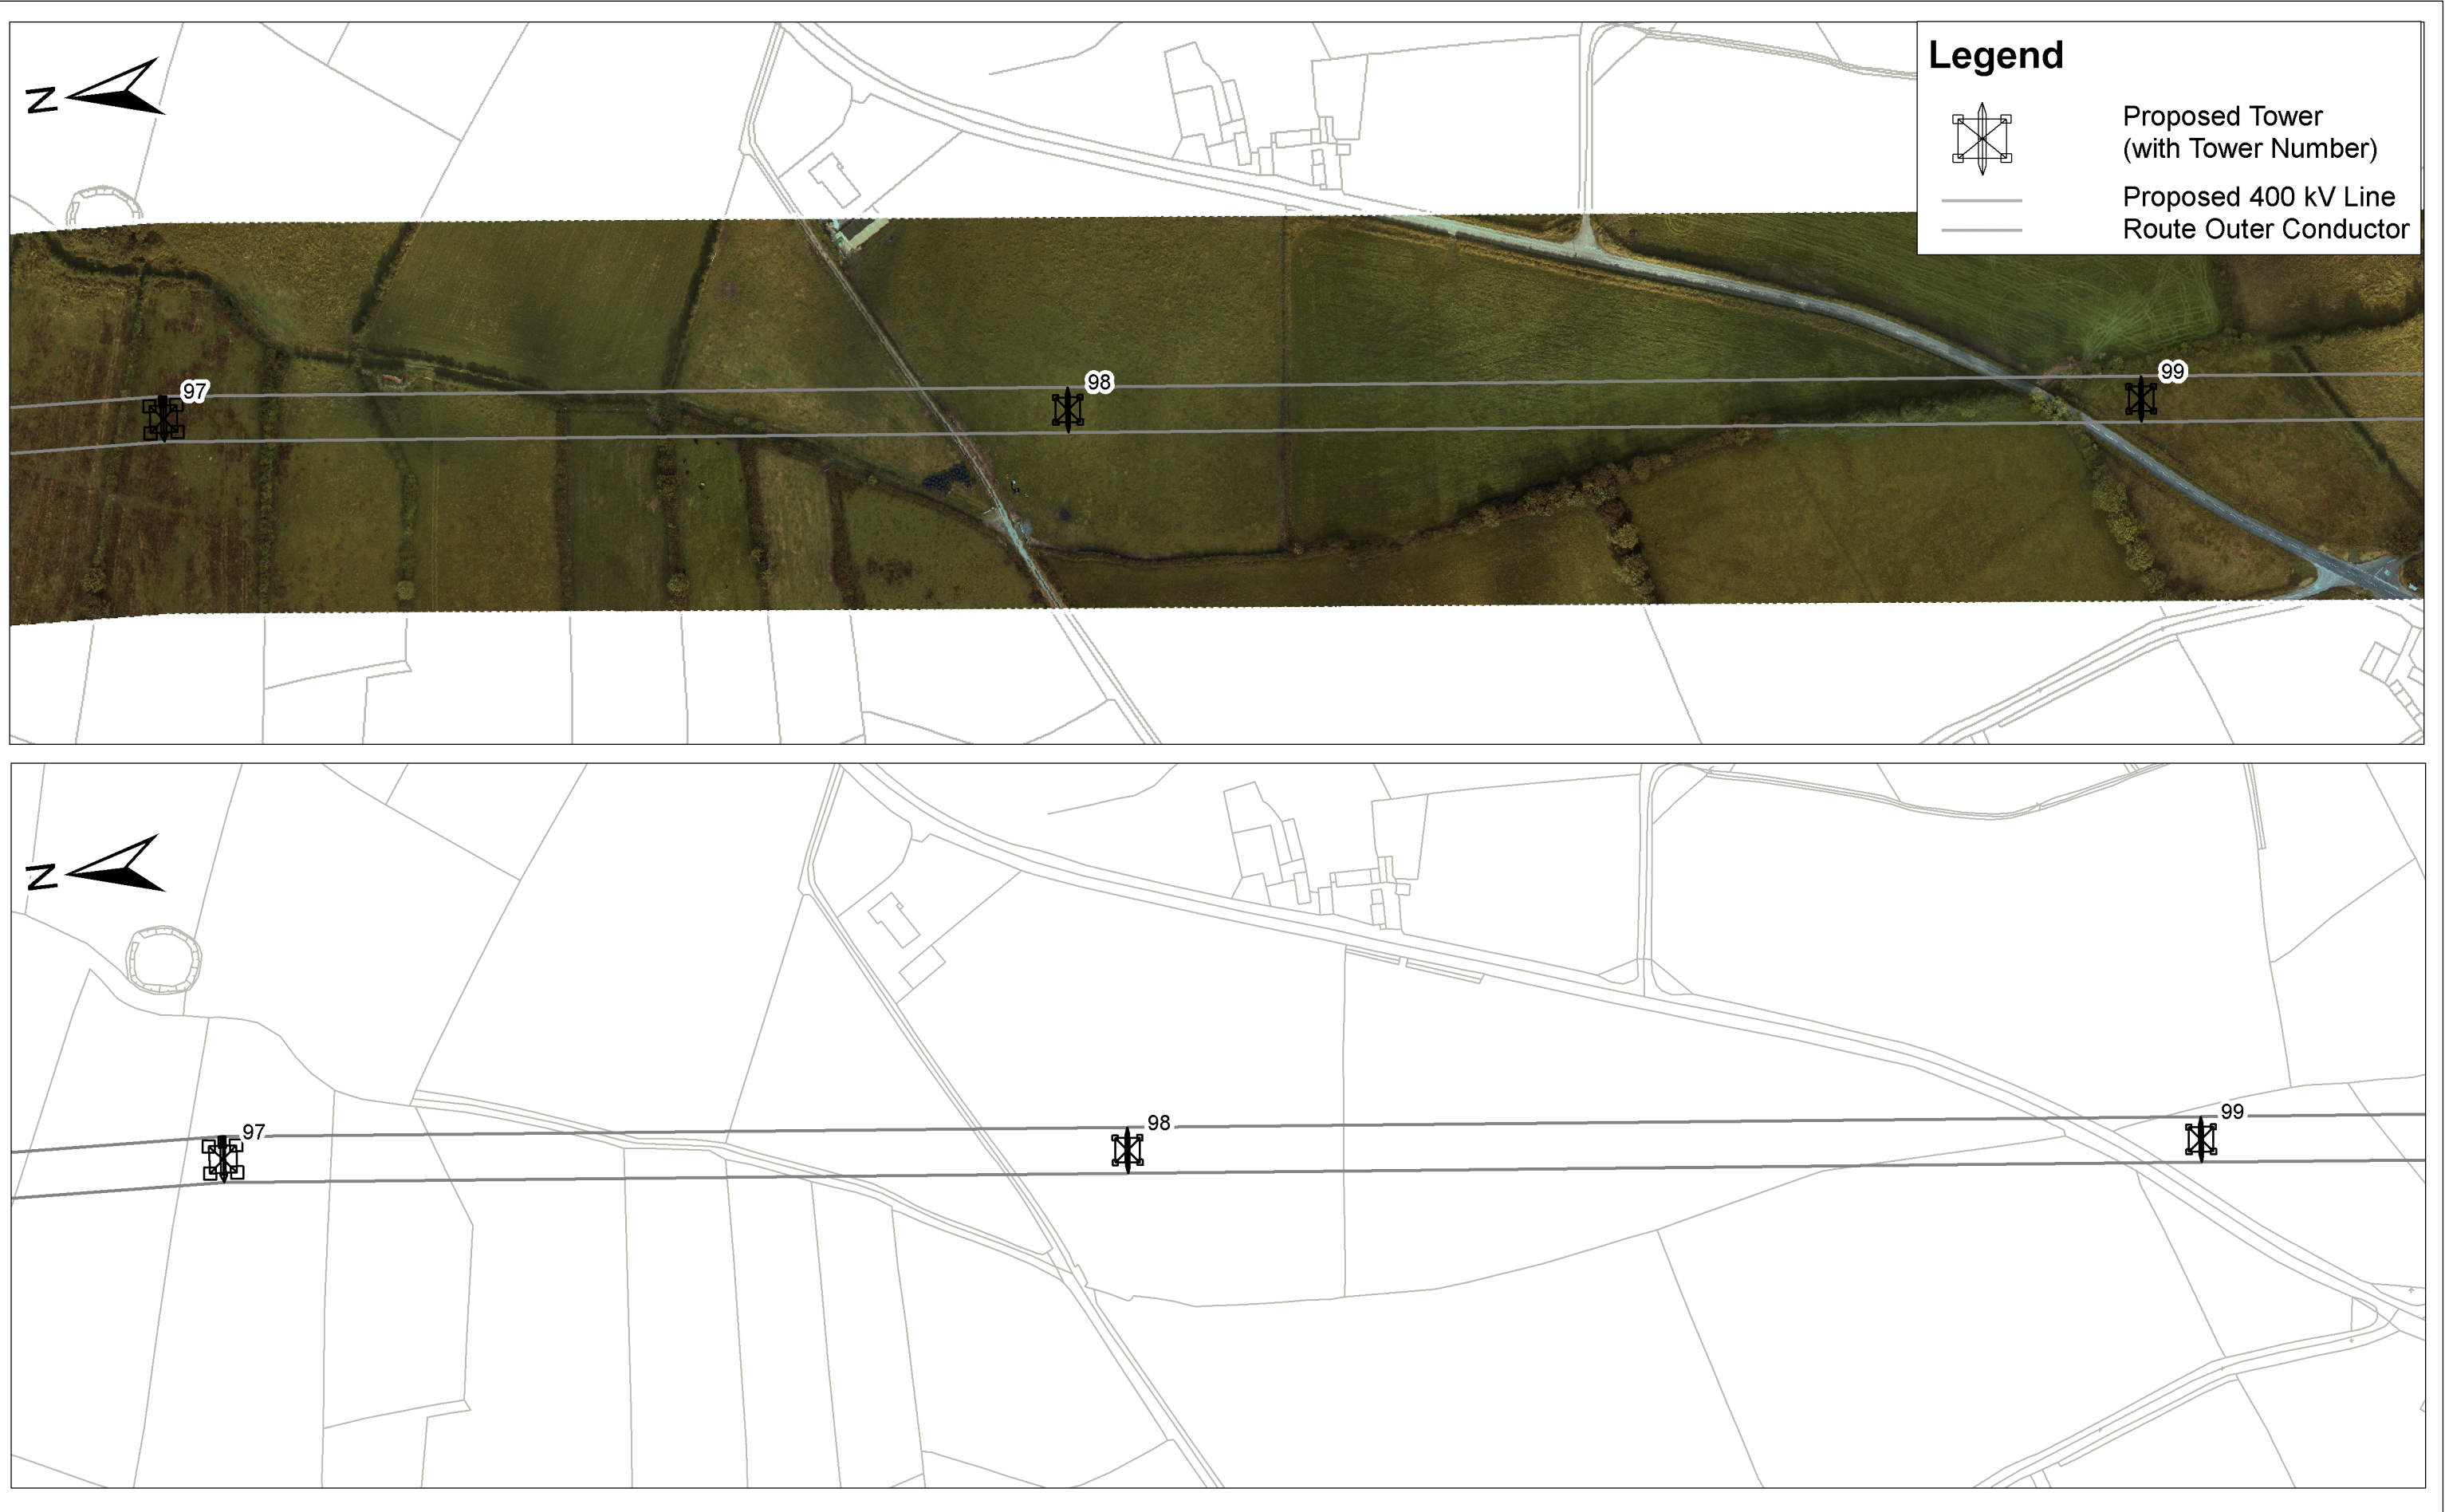 N
Legend
Proposed Tower
(with Tower Number)
Proposed 400 kV Line
Route Outer Conductor
97
98
99
N
97
98
99